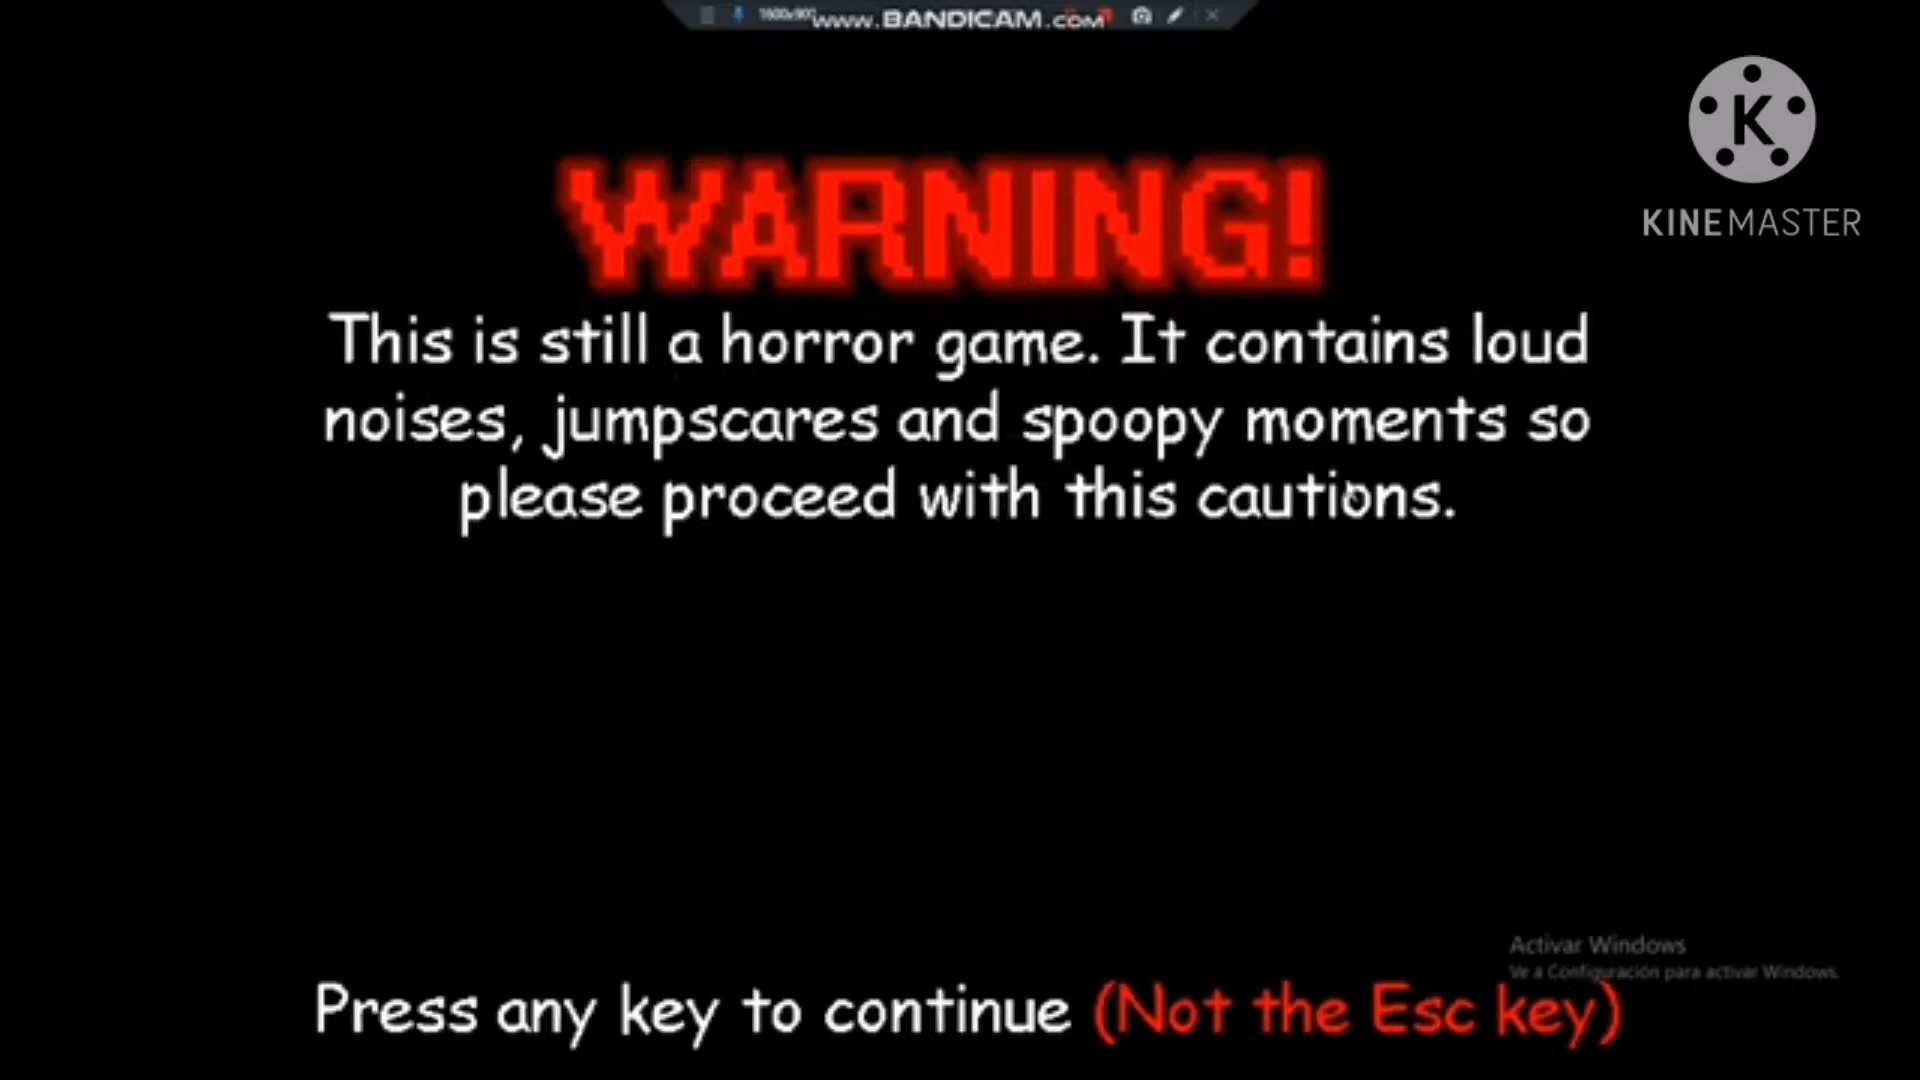 1600x900
www.BANDICAM.COM
K
KINEMASTER
WARNING!
This is still a horror game. It contains loud
noises, jumpscares and spoopy moments so
please proceed with this cautions.
Activar Windows
Ve a Configuración para activar Windows.
Press any key to continue (Not the Esc key)